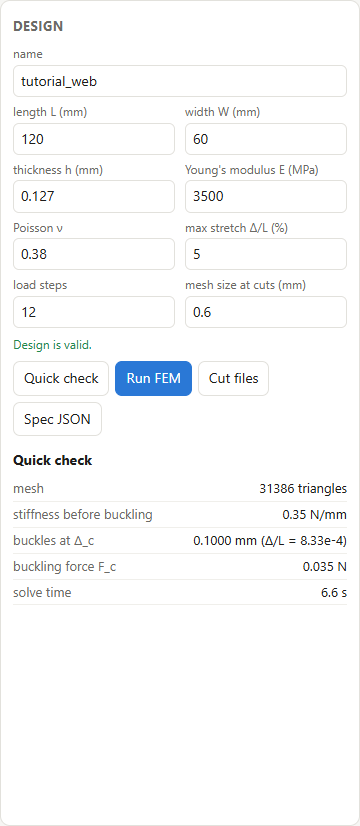 DESIGN
name
tutorial_web
length L (mm) width W (mm)
120 60
thickness h (mm) Young's modulus E (MPa)
0.127 3500
Poisson ν max stretch Δ/L (%)
0.38 5
load steps mesh size at cuts (mm)
12 0.6
Design is valid.
Quick check Run FEM Cut files
Spec JSON
Quick check
mesh 31386 triangles
stiffness before buckling 0.35 N/mm
buckles at Δ_c 0.1000 mm (Δ/L = 8.33e-4)
buckling force F_c 0.035 N
solve time 6.6 s